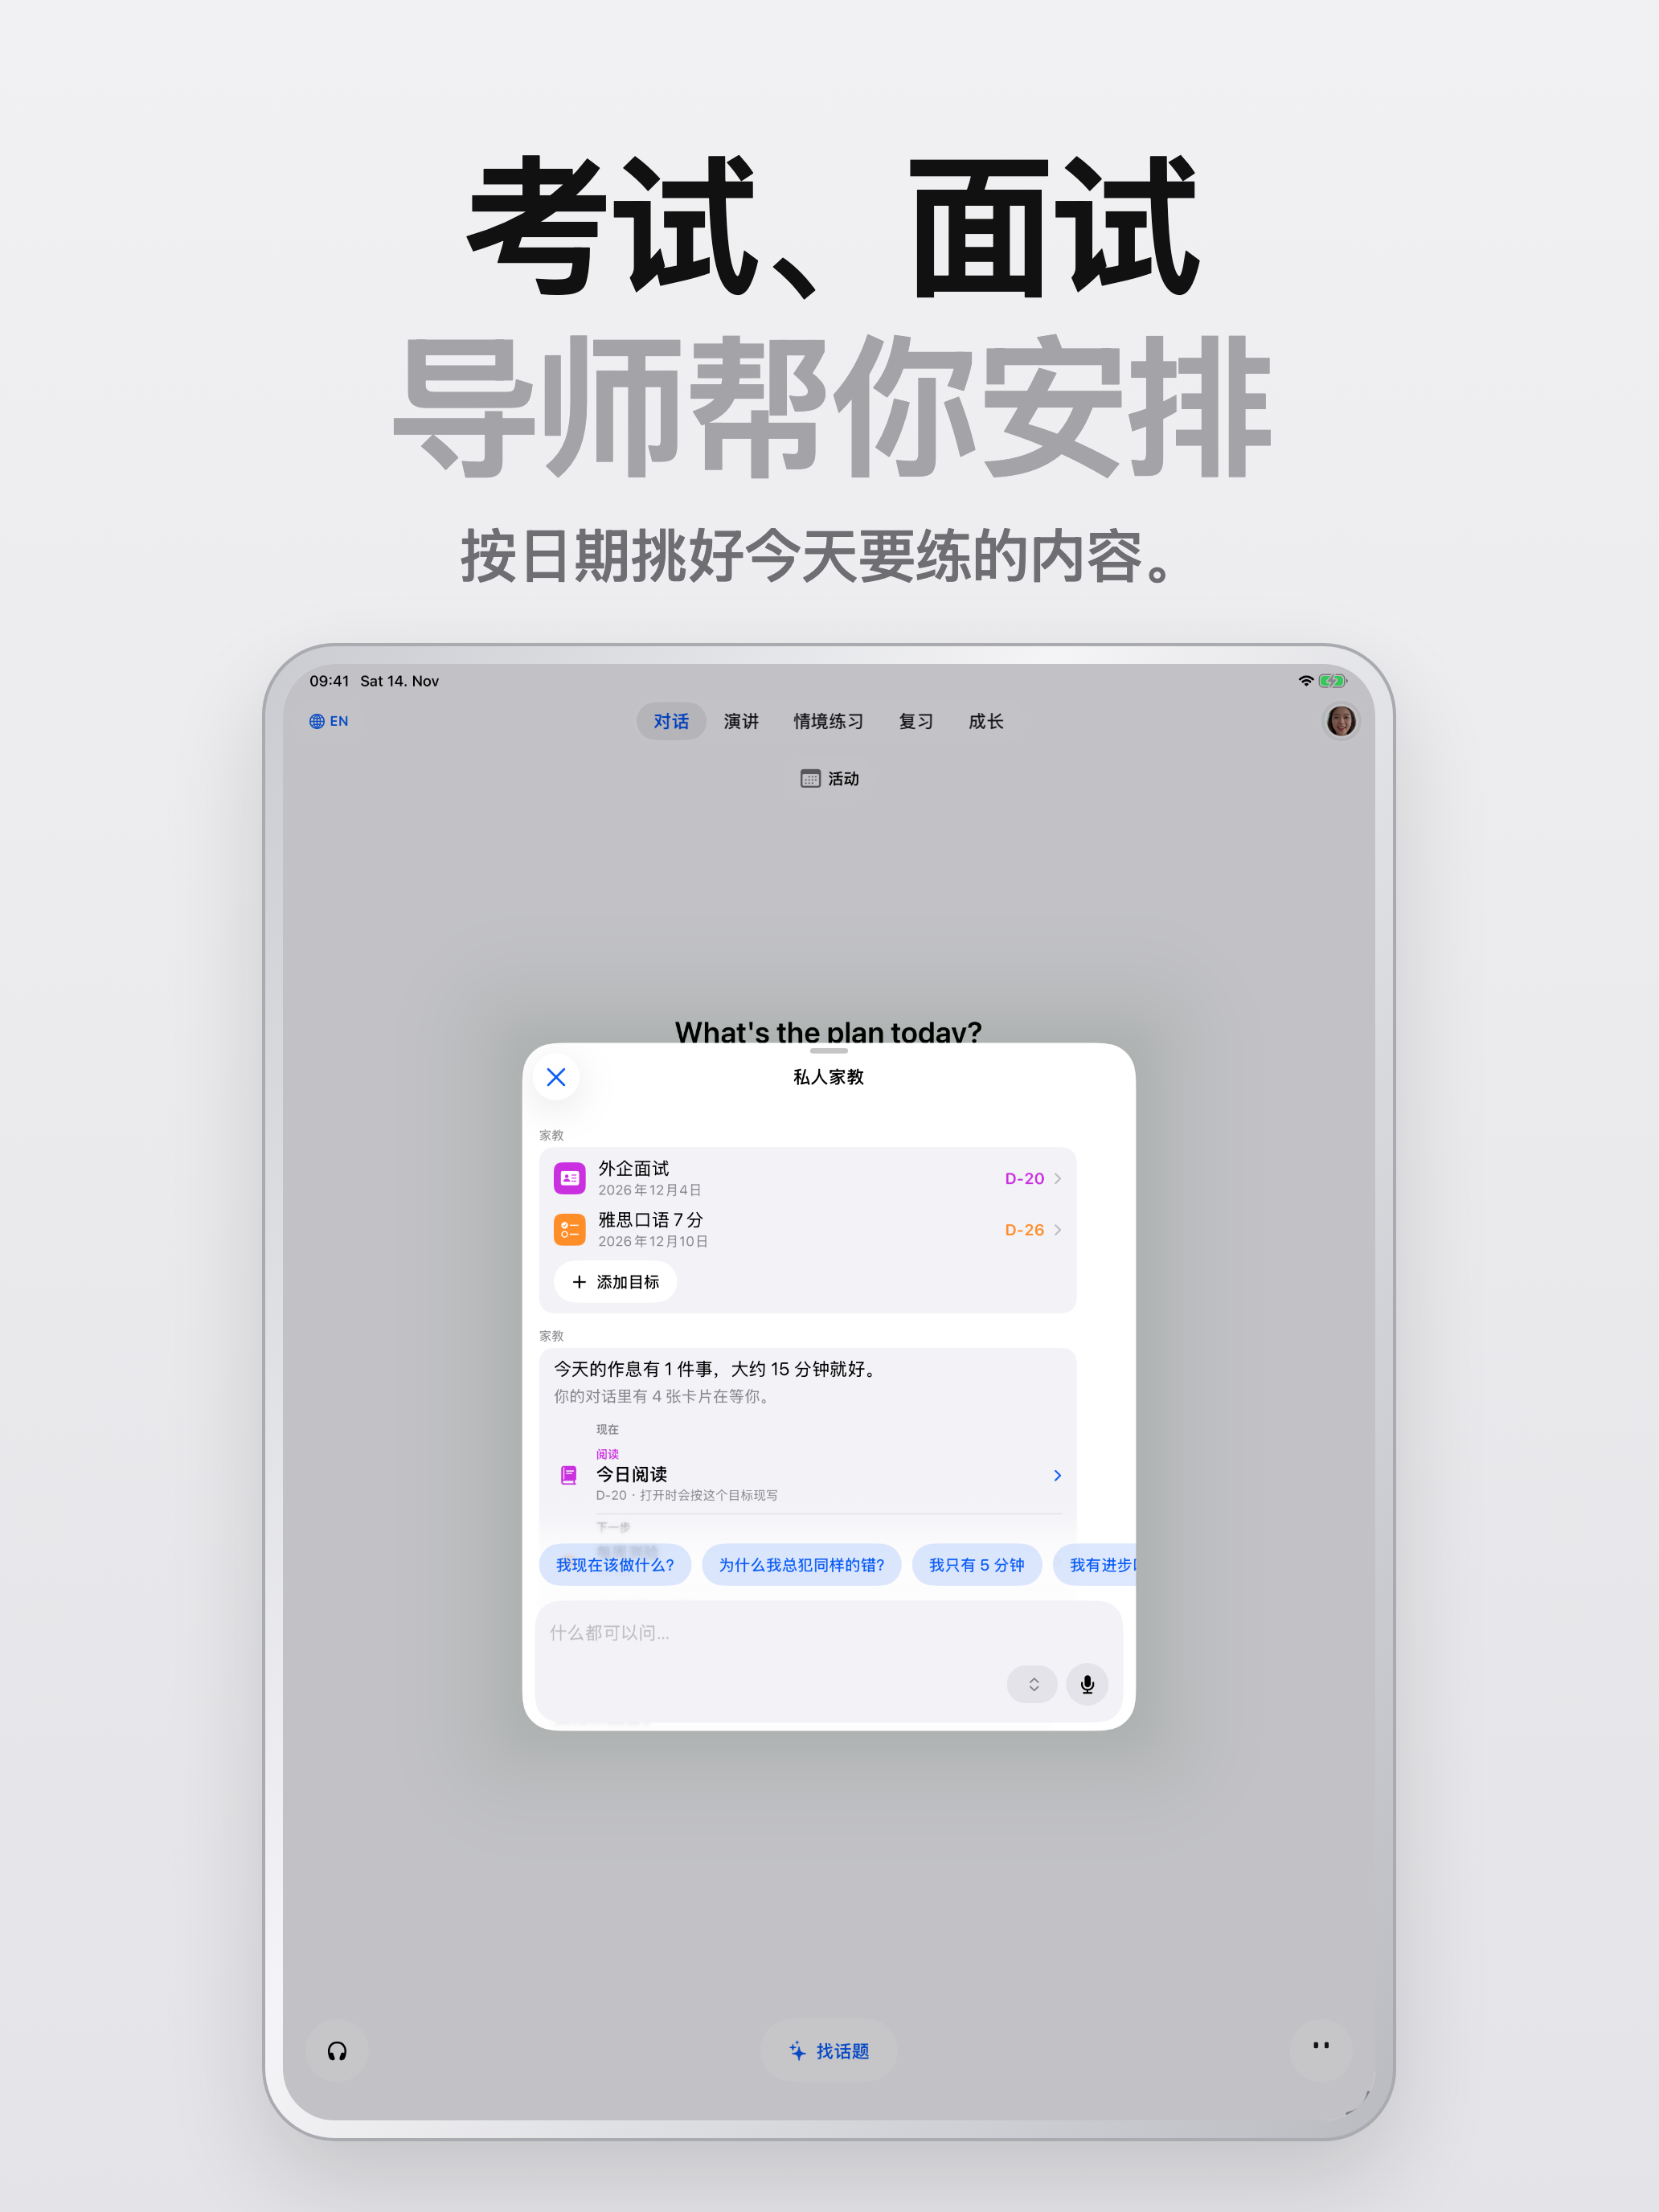 考试、面试
导师帮你安排
按日期挑好今天要练的内容。
09:41 Sat 14. Nov
EN
对话 演讲 情境练习 复习 成长
活动
What's the plan today?
私人家教
家教
外企面试
2026年12月4日
D-20
雅思口语 7 分
2026年12月10日
D-26
添加目标
家教
今天的作息有 1 件事，大约 15 分钟就好。
你的对话里有 4 张卡片在等你。
现在
阅读
今日阅读
D-20 · 打开时会按这个目标现写
下一步
我现在该做什么? 为什么我总犯同样的错? 我只有 5 分钟 我有进步
什么都可以问...
找话题